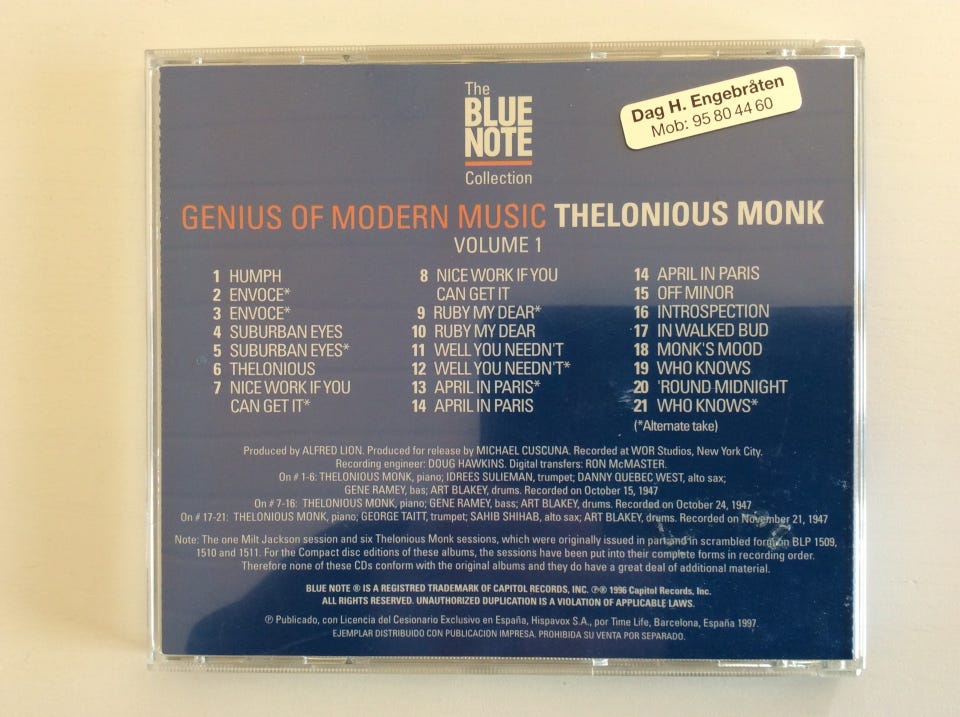 The
BLUE
NOTE
Collection
Dag H. Engebråten
Mob: 95 80 44 60
GENIUS OF MODERN MUSIC THELONIOUS MONK
VOLUME 1
1 HUMPH
2 ENVOCE*
3 ENVOCE*
4 SUBURBAN EYES
5 SUBURBAN EYES*
6 THELONIOUS
7 NICE WORK IF YOU
CAN GET IT*
8 NICE WORK IF YOU
CAN GET IT
9 RUBY MY DEAR*
10 RUBY MY DEAR
11 WELL YOU NEEDN'T
12 WELL YOU NEEDN'T*
13 APRIL IN PARIS*
14 APRIL IN PARIS
14 APRIL IN PARIS
15 OFF MINOR
16 INTROSPECTION
17 IN WALKED BUD
18 MONK'S MOOD
19 WHO KNOWS
20 'ROUND MIDNIGHT
21 WHO KNOWS*
(*Alternate take)
Produced by ALFRED LION. Produced for release by MICHAEL CUSCUNA. Recorded at WOR Studios, New York City.
Recording engineer: DOUG HAWKINS. Digital transfers: RON McMASTER.
On # 1-6: THELONIOUS MONK, piano; IDREES SULIEMAN, trumpet; DANNY QUEBEC WEST, alto sax;
GENE RAMEY, bas; ART BLAKEY, drums. Recorded on October 15, 1947
On # 7-16: THELONIOUS MONK, piano; GENE RAMEY, bass; ART BLAKEY, drums. Recorded on October 24, 1947
On # 17-21: THELONIOUS MONK, piano; GEORGE TAITT, trumpet; SAHIB SHIHAB, alto sax; ART BLAKEY, drums. Recorded on November 21, 1947
Note: The one Milt Jackson session and six Thelonious Monk sessions, which were originally issued in part and in scrambled form in BLP 1509,
1510 and 1511. For the Compact disc editions of these albums, the sessions have been put into their complete forms in recording order.
Therefore none of these CDs conform with the original albums and they do have a great deal of additional material.
BLUE NOTE ® IS A REGISTRED TRADEMARK OF CAPITOL RECORDS, INC. ℗® 1996 Capitol Records, Inc.
ALL RIGHTS RESERVED. UNAUTHORIZED DUPLICATION IS A VIOLATION OF APPLICABLE LAWS.
℗ Publicado, con Licencia del Cesionario Exclusivo en España, Hispavox S.A., por Time Life, Barcelona, España 1997.
EJEMPLAR DISTRIBUIDO CON PUBLICACION IMPRESA. PROHIBIDA SU VENTA POR SEPARADO.